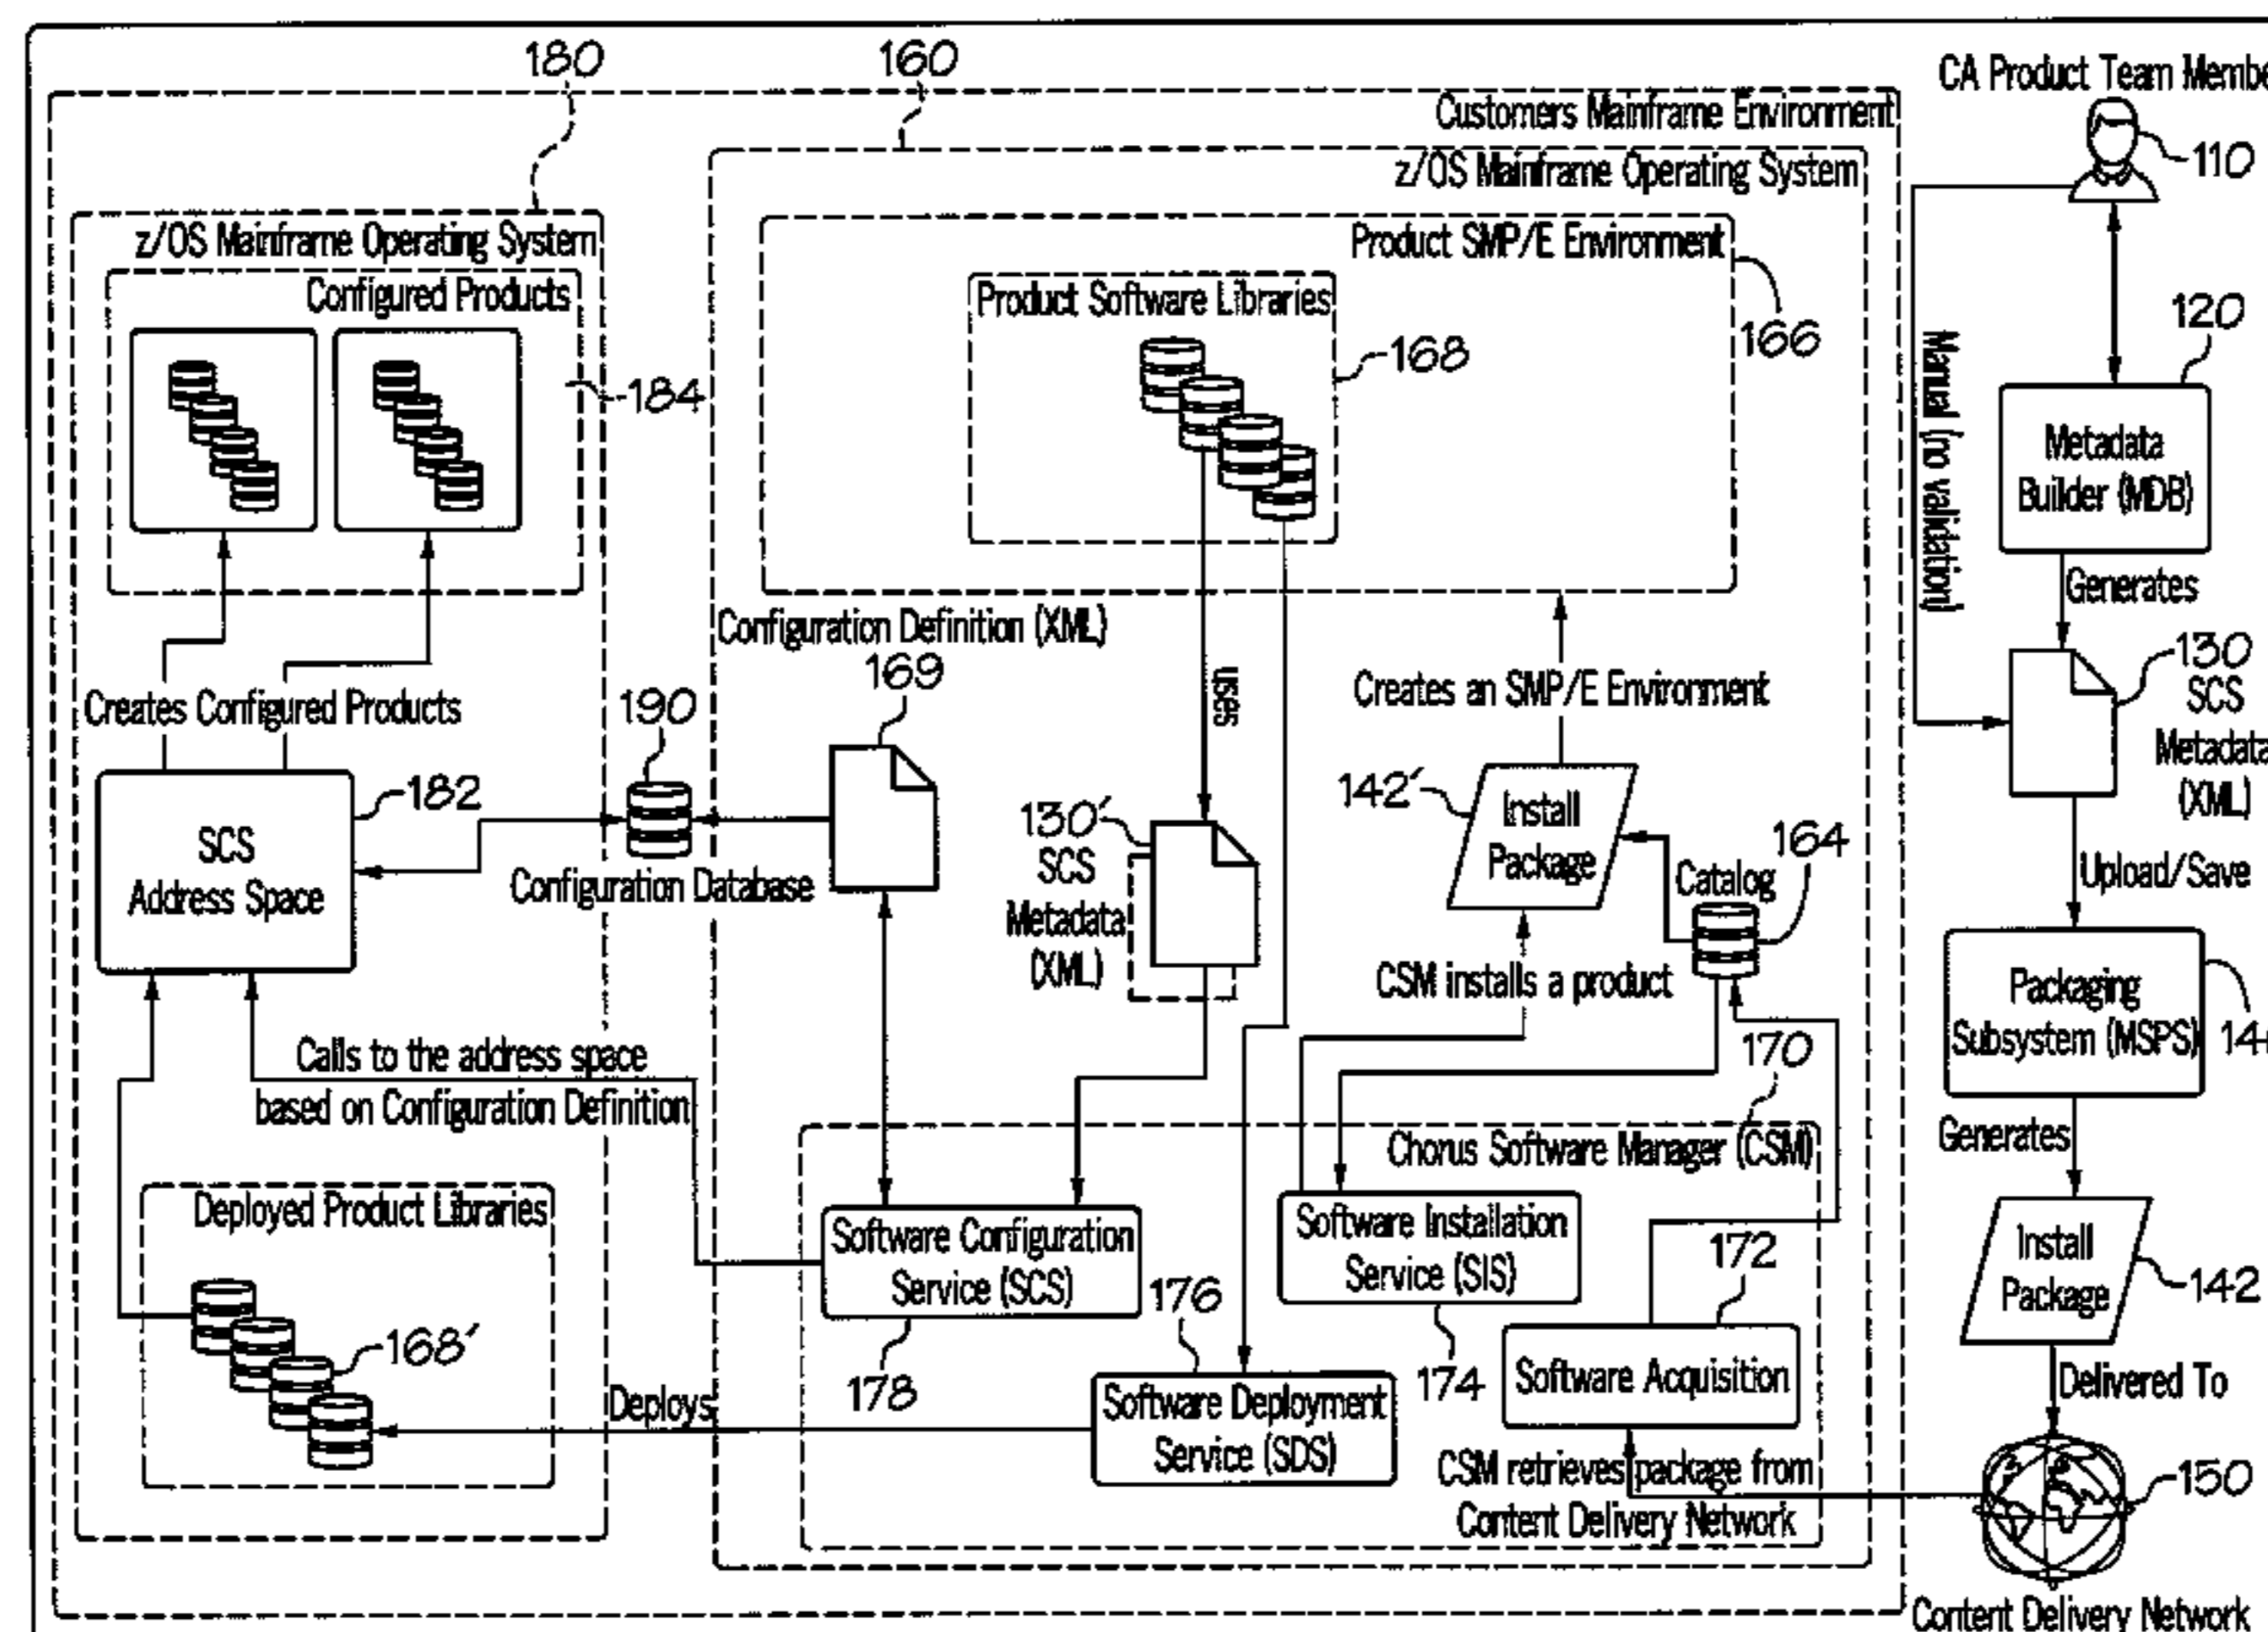 180
160
CA Product Team Membe
Customers Mainframe Environment
z/OS Mainframe Operating System
110
z/OS Mainframe Operating System
Configured Products
184
Product SMP/E Environment
166
Product Software Libraries
168
120
Metadata
Builder (MDB)
Manual (no validation)
Generates
130
SCS
Metadata
(XML)
Creates Configured Products
Configuration Definition (XML)
169
190
Configuration Database
uses
Creates an SMP/E Environment
142'
Install
Package
Catalog
164
182
SCS
Address Space
130'
SCS
Metadata
(XML)
CSM installs a product
Upload/Save
Packaging
Subsystem (MSPS)
Calls to the address space
based on Configuration Definition
170
Chorus Software Manager (CSM)
Generates
Deployed Product Libraries
168'
Software Configuration
Service (SCS)
178
Software Installation
Service (SIS)
174
172
Software Acquisition
176
Software Deployment
Service (SDS)
Deploys
CSM retrieves package from
Content Delivery Network
Install
Package
142
Delivered To
150
Content Delivery Network